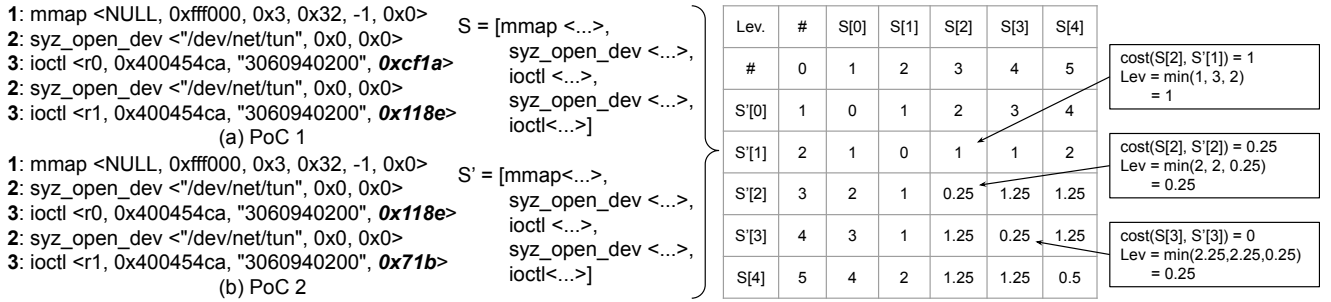 1: mmap <NULL, 0xfff000, 0x3, 0x32, -1, 0x0>
2: syz_open_dev <"/dev/net/tun", 0x0, 0x0>
3: ioctl <r0, 0x400454ca, "3060940200", 0xcf1a>
2: syz_open_dev <"/dev/net/tun", 0x0, 0x0>
3: ioctl <r1, 0x400454ca, "3060940200", 0x118e>
(a) PoC 1
1: mmap <NULL, 0xfff000, 0x3, 0x32, -1, 0x0>
2: syz_open_dev <"/dev/net/tun", 0x0, 0x0>
3: ioctl <r0, 0x400454ca, "3060940200", 0x118e>
2: syz_open_dev <"/dev/net/tun", 0x0, 0x0>
3: ioctl <r1, 0x400454ca, "3060940200", 0x71b>
(b) PoC 2
S = [mmap <...>,
syz_open_dev <...>,
ioctl <...>,
syz_open_dev <...>,
ioctl<...>]
S' = [mmap<...>,
syz_open_dev <...>,
ioctl <...>,
syz_open_dev <...>,
ioctl<...>]
Lev. # S[0] S[1] S[2] S[3] S[4]
# 0 1 2 3 4 5
S'[0] 1 0 1 2 3 4
S'[1] 2 1 0 1 1 2
S'[2] 3 2 1 0.25 1.25 1.25
S'[3] 4 3 1 1.25 0.25 1.25
S[4] 5 4 2 1.25 1.25 0.5
cost(S[2], S'[1]) = 1
Lev = min(1, 3, 2)
= 1
cost(S[2], S'[2]) = 0.25
Lev = min(2, 2, 0.25)
= 0.25
cost(S[3], S'[3]) = 0
Lev = min(2.25,2.25,0.25)
= 0.25